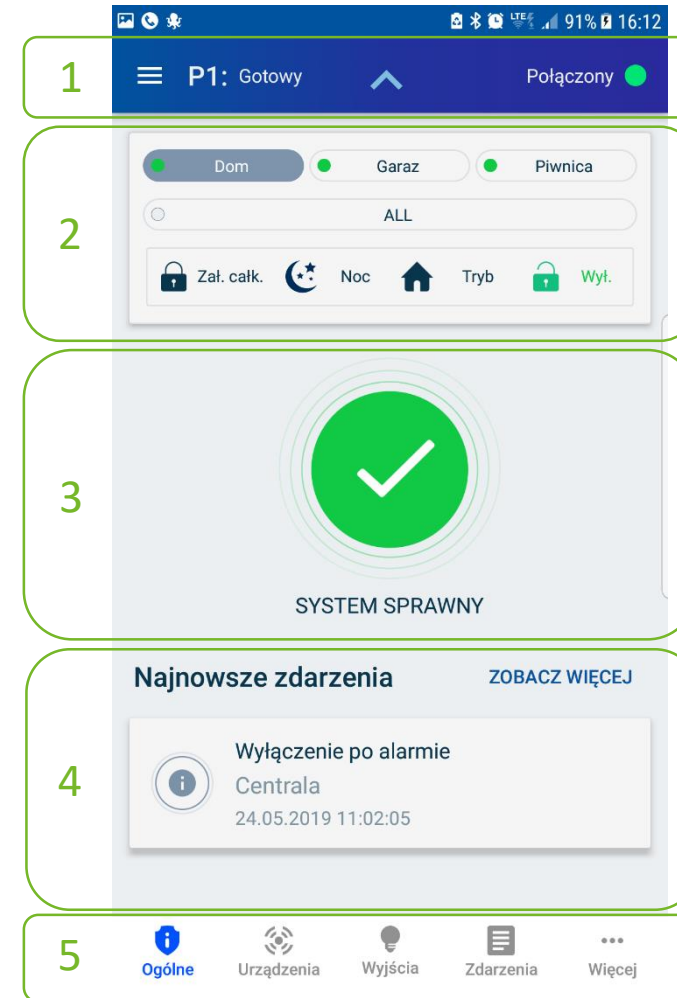 91% 16:12
1
P1: Gotowy Połączony
2
Dom Garaz Piwnica
ALL
Zał. całk. Noc Tryb Wył.
3
SYSTEM SPRAWNY
Najnowsze zdarzenia ZOBACZ WIĘCEJ
4
Wyłączenie po alarmie
Centrala
24.05.2019 11:02:05
5
Ogólne Urządzenia Wyjścia Zdarzenia Więcej